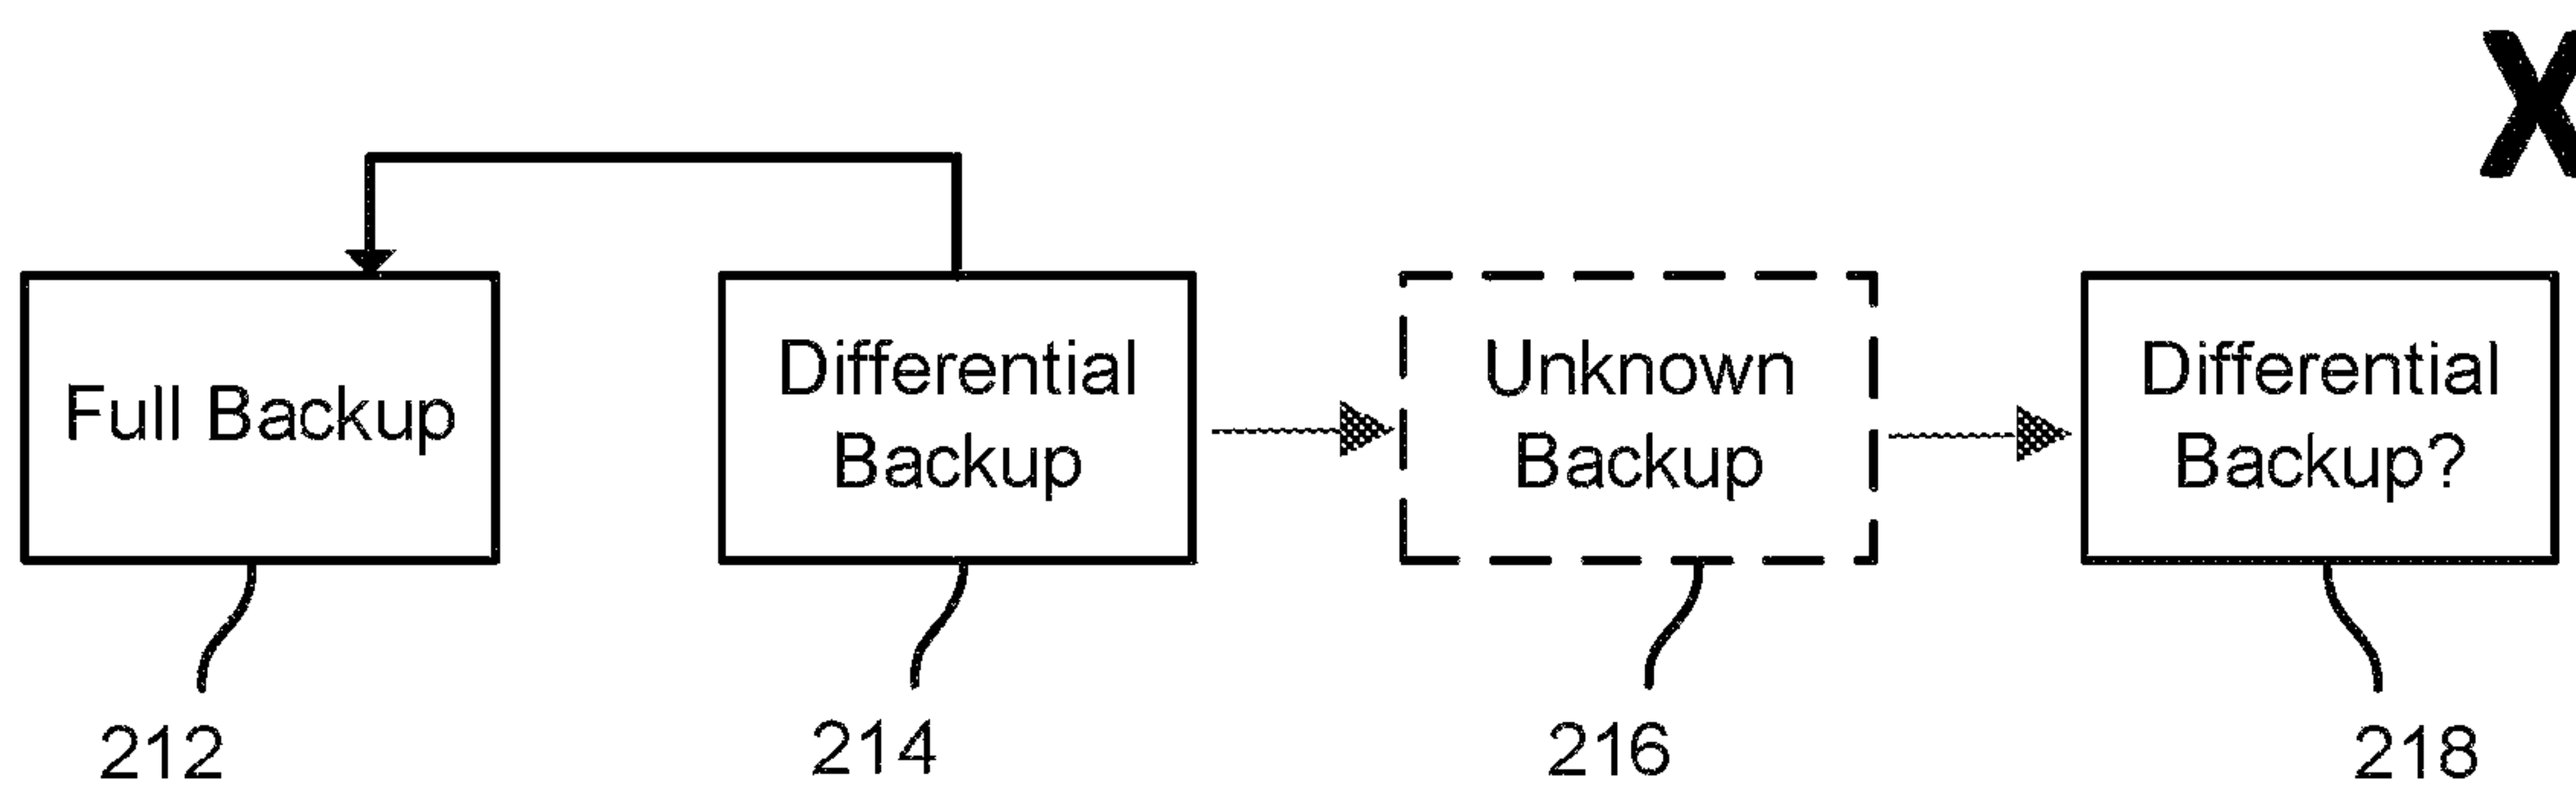 X
Full Backup
Differential
Backup
Unknown
Backup
Differential
Backup?
212
214
216
218